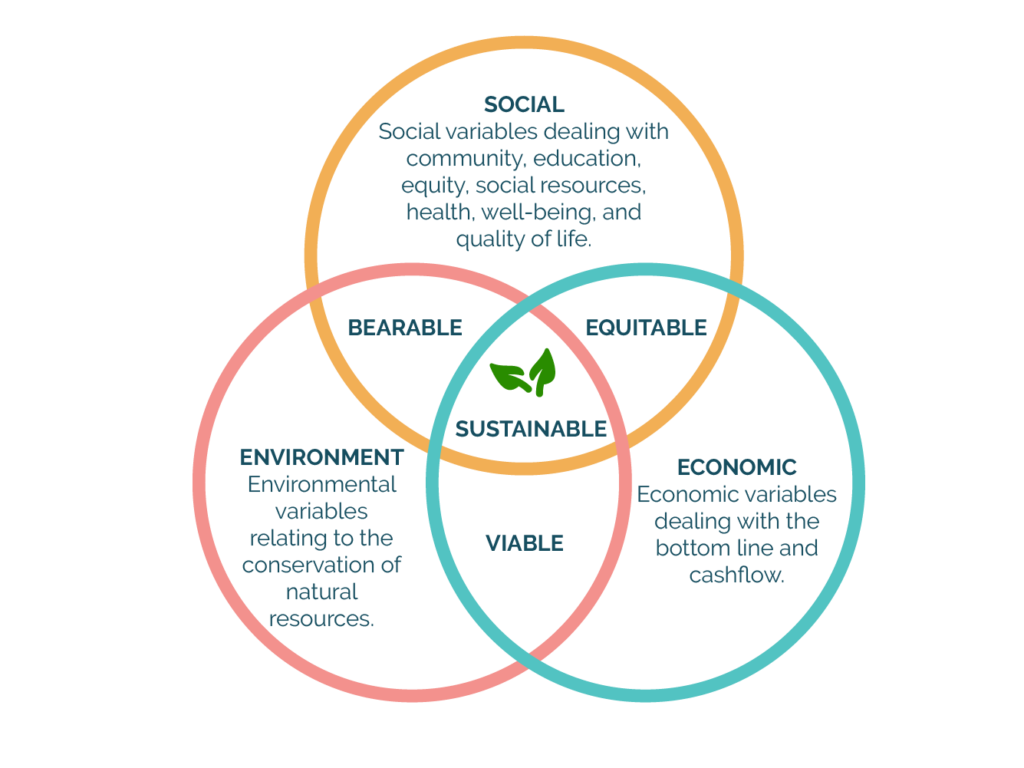 SOCIAL
Social variables dealing with
community, education,
equity, social resources,
health, well-being, and
quality of life.
BEARABLE
EQUITABLE
SUSTAINABLE
ENVIRONMENT
Environmental
variables
relating to the
conservation of
natural
resources.
ECONOMIC
Economic variables
dealing with the
bottom line and
cashflow.
VIABLE